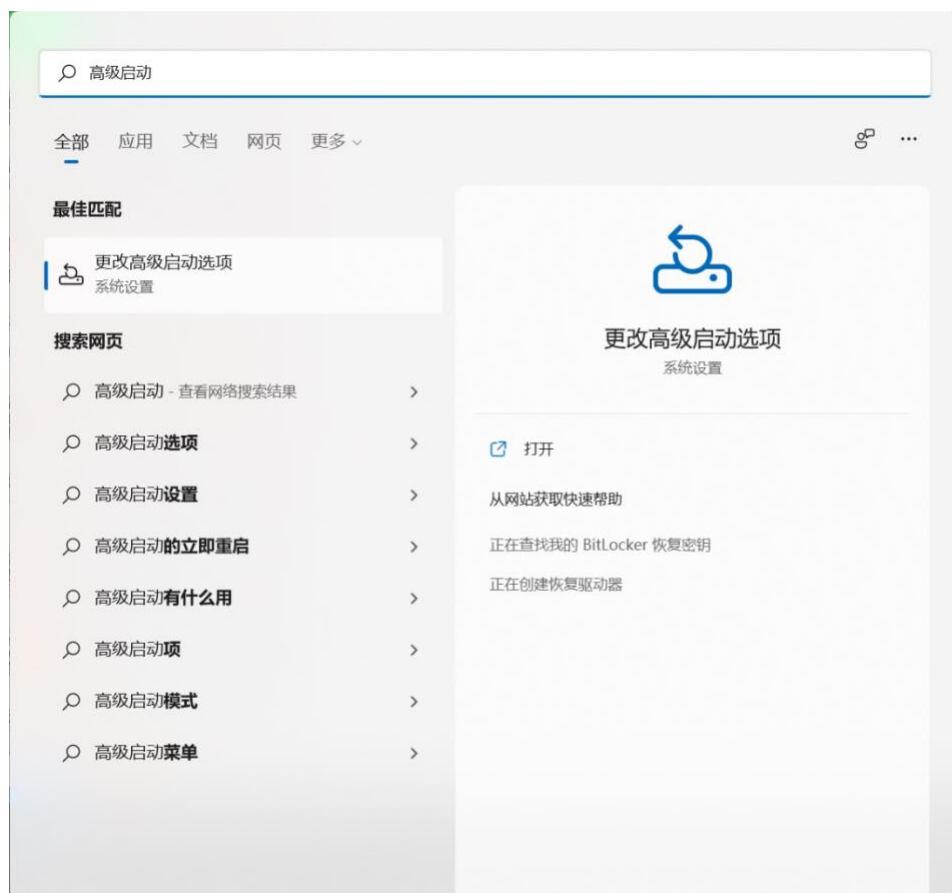 高级启动
全部 应用 文档 网页 更多
最佳匹配
更改高级启动选项
系统设置
搜索网页
高级启动 - 查看网络搜索结果
高级启动选项
高级启动设置
高级启动的立即重启
高级启动有什么用
高级启动项
高级启动模式
高级启动菜单
更改高级启动选项
系统设置
打开
从网站获取快速帮助
正在查找我的 BitLocker 恢复密钥
正在创建恢复驱动器